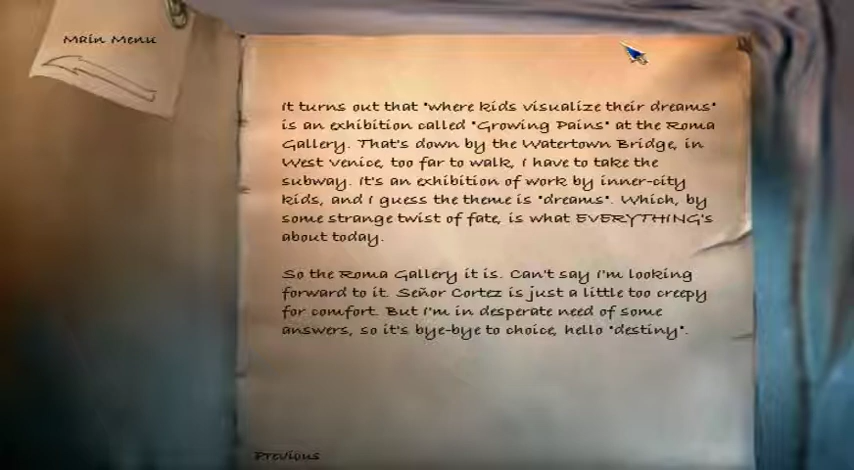 Main Menu
It turns out that "where kids visualize their dreams"
is an exhibition called "Growing Pains" at the Roma
Gallery. That's down by the Watertown Bridge, in
West Venice, too far to walk, I have to take the
subway. It's an exhibition of work by inner-city
kids, and I guess the theme is "dreams". Which, by
some strange twist of fate, is what EVERYTHING's
about today.
So the Roma Gallery it is. Can't say I'm looking
forward to it. Señor Cortez is just a little too creepy
for comfort. But I'm in desperate need of some
answers, so it's bye-bye to choice, hello "destiny".
Previous